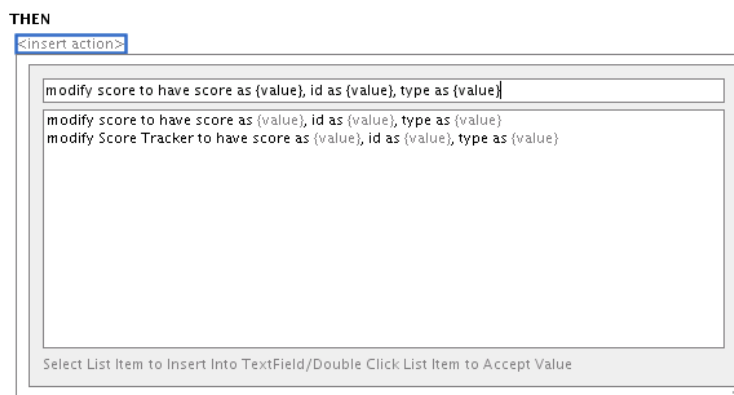 THEN
<insert action>
modify score to have score as {value}, id as {value}, type as {value}
modify score to have score as {value}, id as {value}, type as {value}
modify Score Tracker to have score as {value}, id as {value}, type as {value}
Select List Item to Insert Into TextField/Double Click List Item to Accept Value